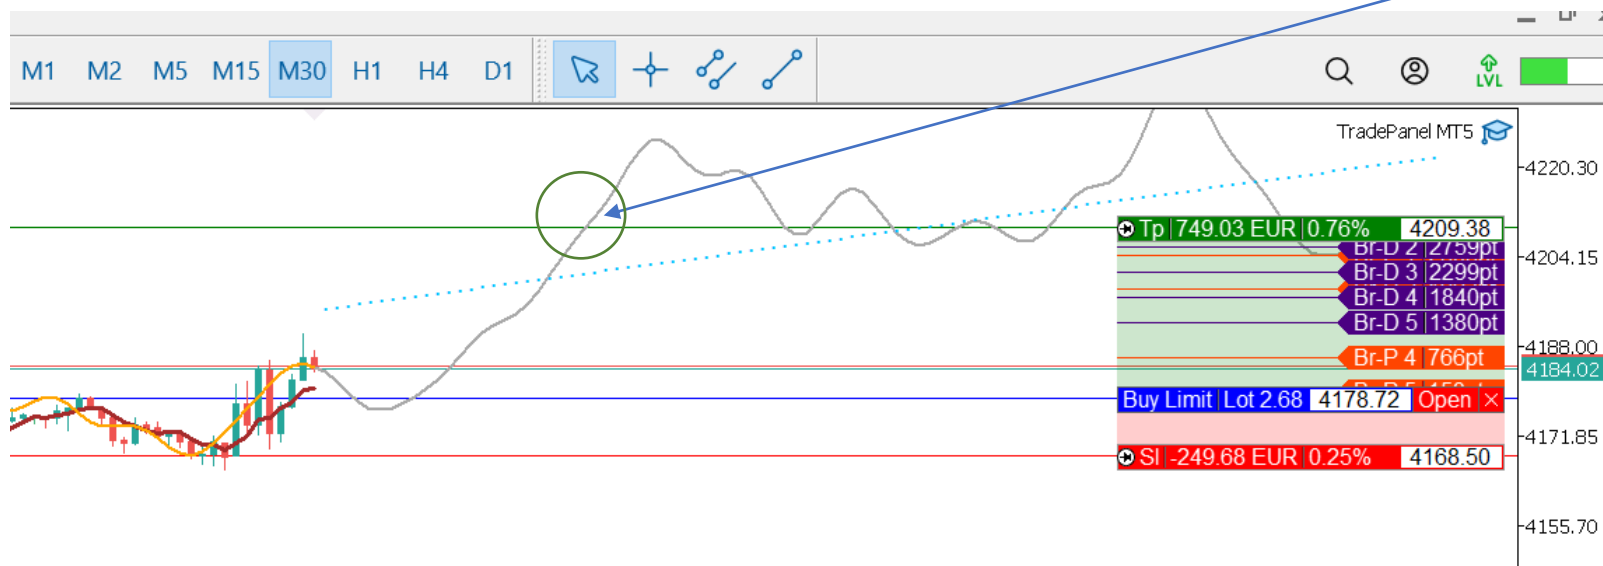 M1 M2 M5 M15 M30 H1 H4 D1
LVL
TradePanel MT5
4220.30
Tp 749.03 EUR 0.76% 4209.38
Br-D 2 2759pt
4204.15
Br-D 3 2299pt
Br-D 4 1840pt
Br-D 5 1380pt
4188.00
Br-P 4 766pt
4184.02
Buy Limit Lot 2.68 4178.72 Open ×
4171.85
Sl -249.68 EUR 0.25% 4168.50
4155.70